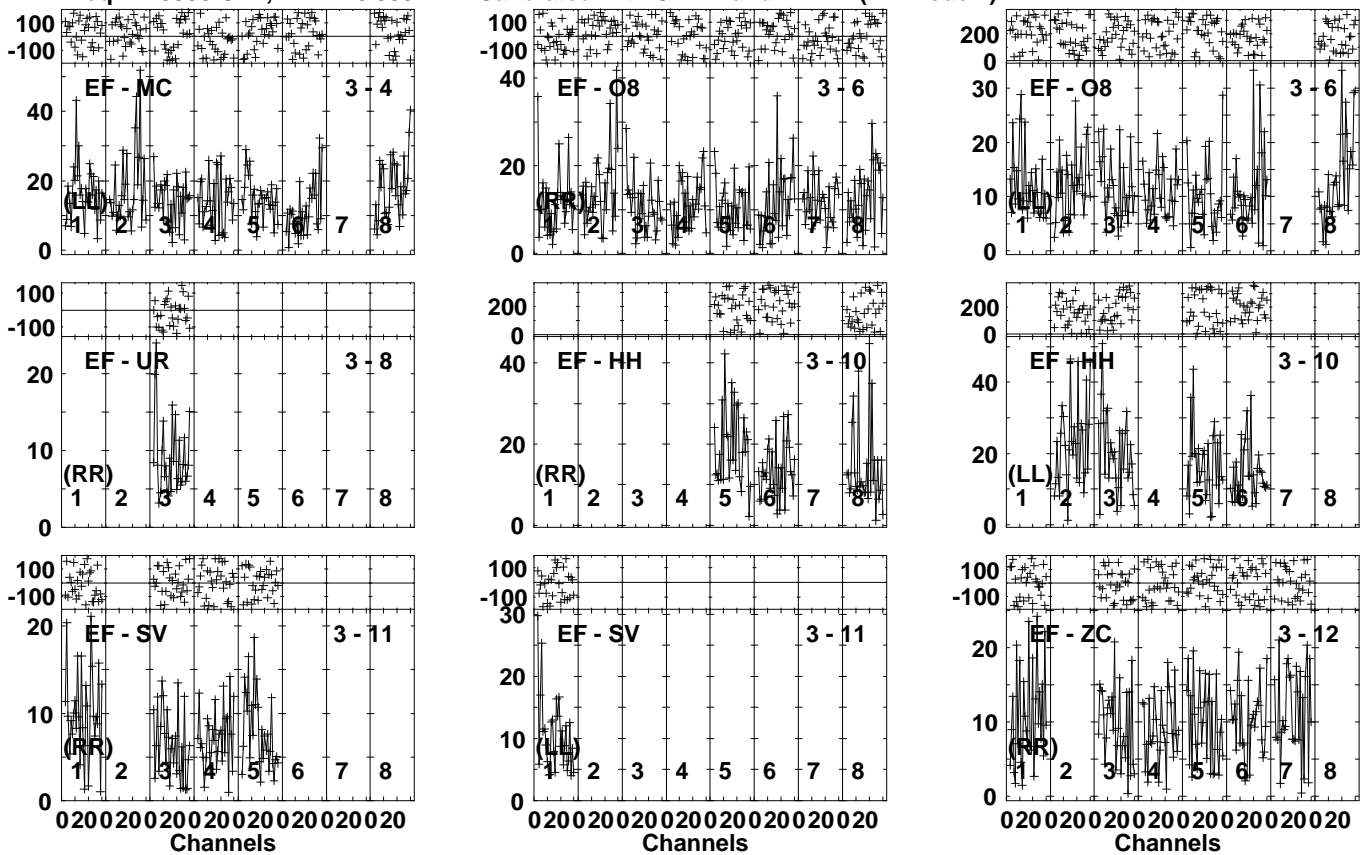 100 100 200
-100 -100 0
EF - MC 3 - 4 EF - O8 3 - 6 EF - O8 3 - 6
40 40 30
20 20 20
10
(LL) (RR) (LL)
1 2 3 4 5 6 7 8 1 2 3 4 5 6 7 8 1 2 3 4 5 6 7 8
0 0 0
100 200 200
-100 0 0
EF - UR 3 - 8 EF - HH 3 - 10 EF - HH 3 - 10
20 40 40
10 20 20
(RR) (RR) (LL)
1 2 3 4 5 6 7 8 1 2 3 4 5 6 7 8 1 2 3 4 5 6 7 8
0 0 0
100 100 100
-100 -100 -100
EF - SV 3 - 11 EF - SV 3 - 11 EF - ZC 3 - 12
20 30 20
10 20 10
10
(RR) (LL) (RR)
1 2 3 4 5 6 7 8 1 2 3 4 5 6 7 8 1 2 3 4 5 6 7 8
0 0 0
020020020020020020020020 020020020020020020020020 020020020020020020020020
Channels Channels Channels